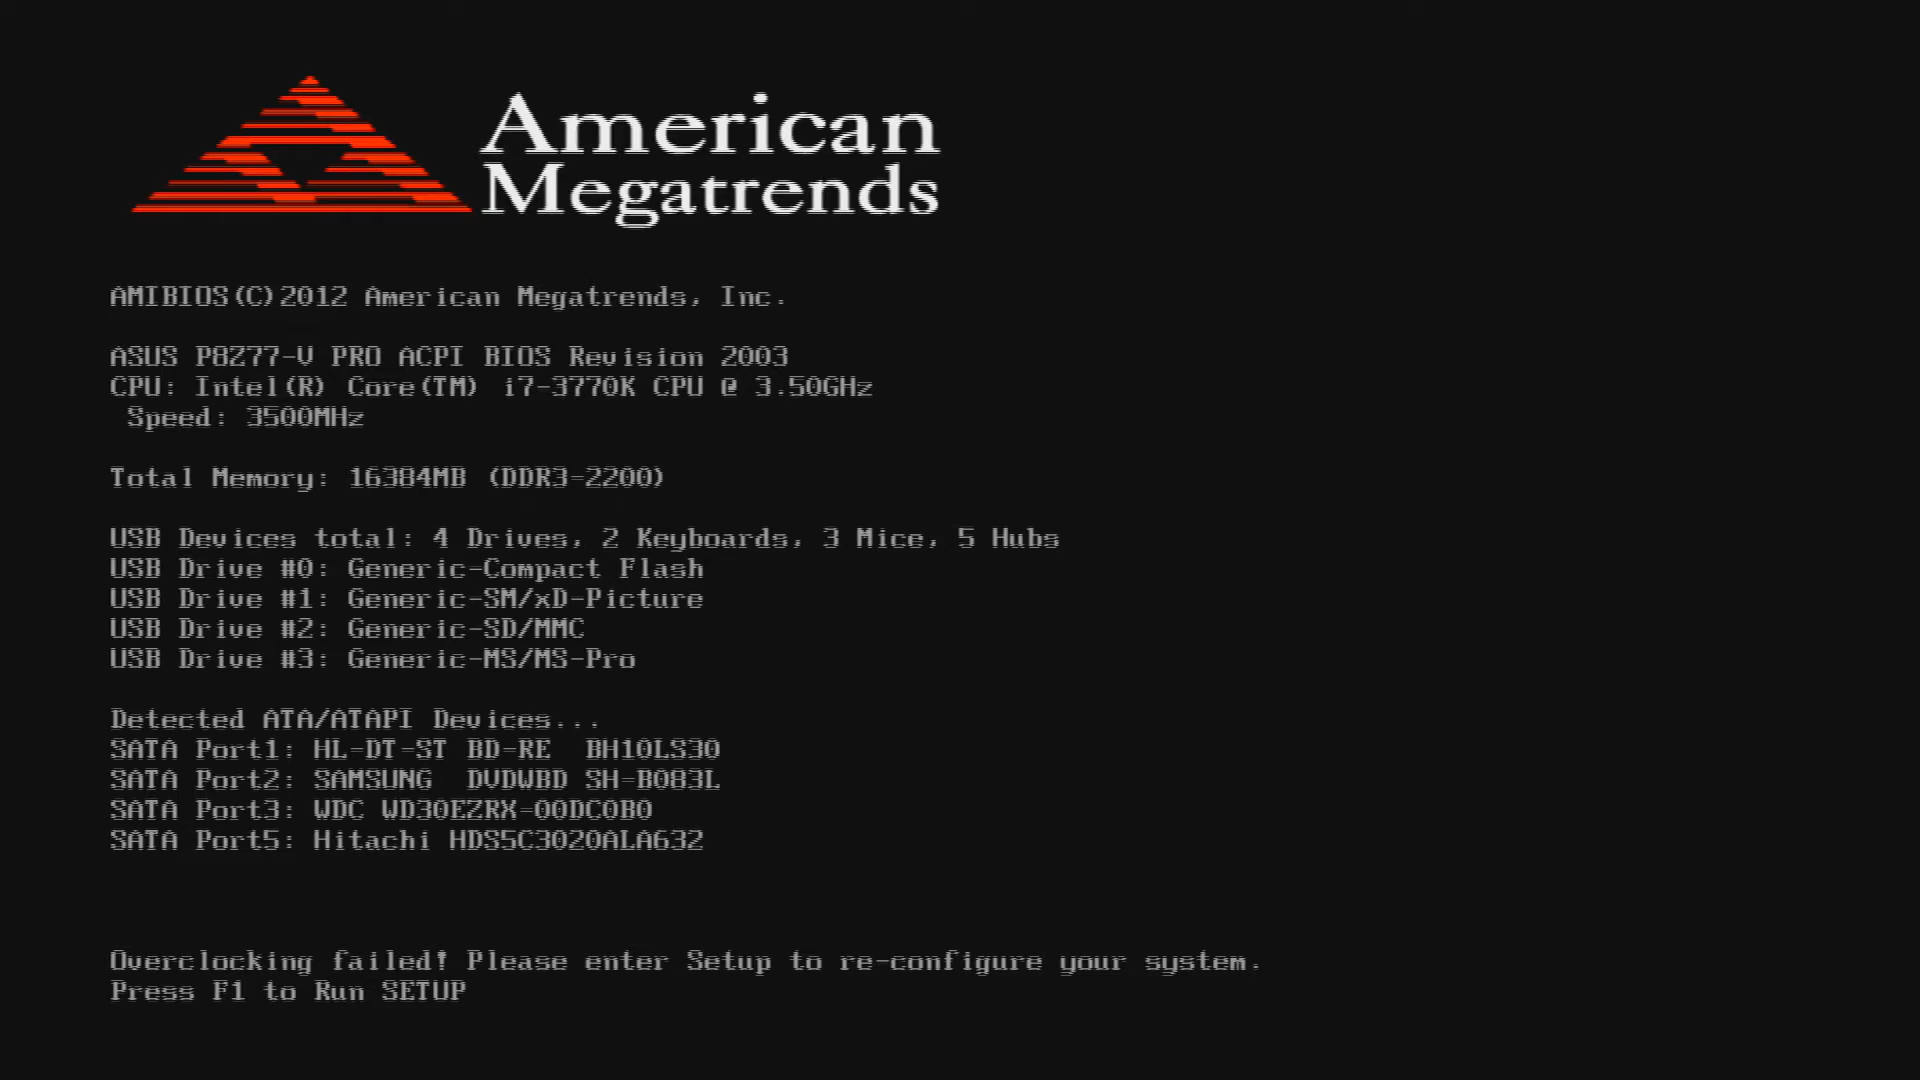 American
Megatrends
AMIBIOS(C)2012 American Megatrends, Inc.
ASUS P8Z77-V PRO ACPI BIOS Revision 2003
CPU: Intel(R) Core(TM) i7-3770K CPU @ 3.50GHz
Speed: 3500MHz
Total Memory: 16384MB (DDR3-2200)
USB Devices total: 4 Drives, 2 Keyboards, 3 Mice, 5 Hubs
USB Drive #0: Generic-Compact Flash
USB Drive #1: Generic-SM/xD-Picture
USB Drive #2: Generic-SD/MMC
USB Drive #3: Generic-MS/MS-Pro
Detected ATA/ATAPI Devices...
SATA Port1: HL-DT-ST BD-RE  BH10LS30
SATA Port2: SAMSUNG  DVDWBD SH-B083L
SATA Port3: WDC WD30EZRX-00DC0B0
SATA Port5: Hitachi HDS5C3020ALA632
Overclocking failed! Please enter Setup to re-configure your system.
Press F1 to Run SETUP